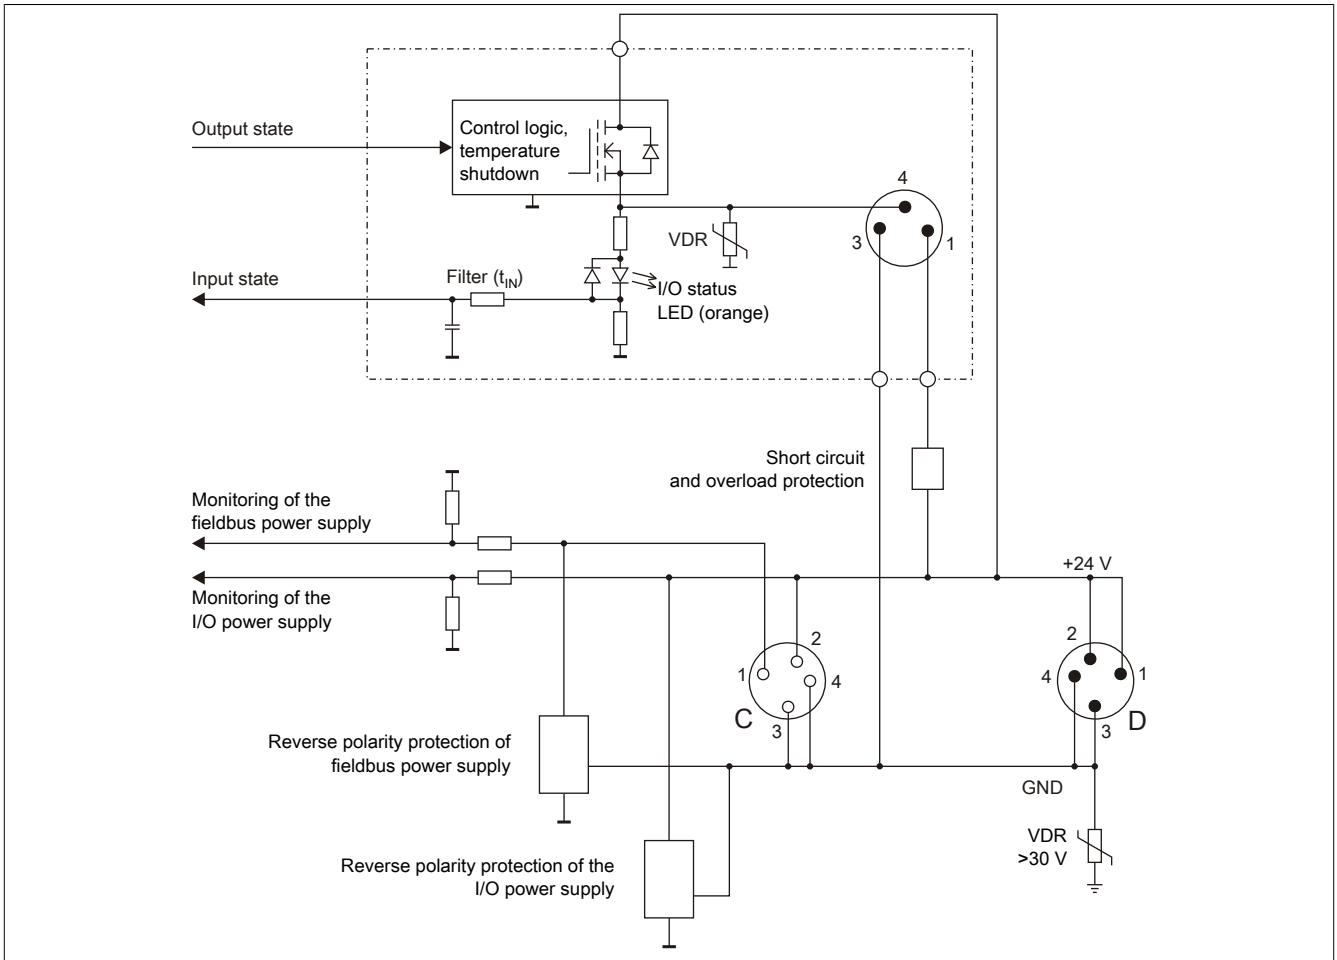 Output state
Control logic,
temperature
shutdown
4
3
1
VDR
Input state
Filter (tIN)
I/O status
LED (orange)
Short circuit
and overload protection
Monitoring of the
fieldbus power supply
+24 V
Monitoring of the
I/O power supply
2
1
4
3
C
2
4
1
3
D
Reverse polarity protection of
fieldbus power supply
GND
VDR
>30 V
Reverse polarity protection of the
I/O power supply